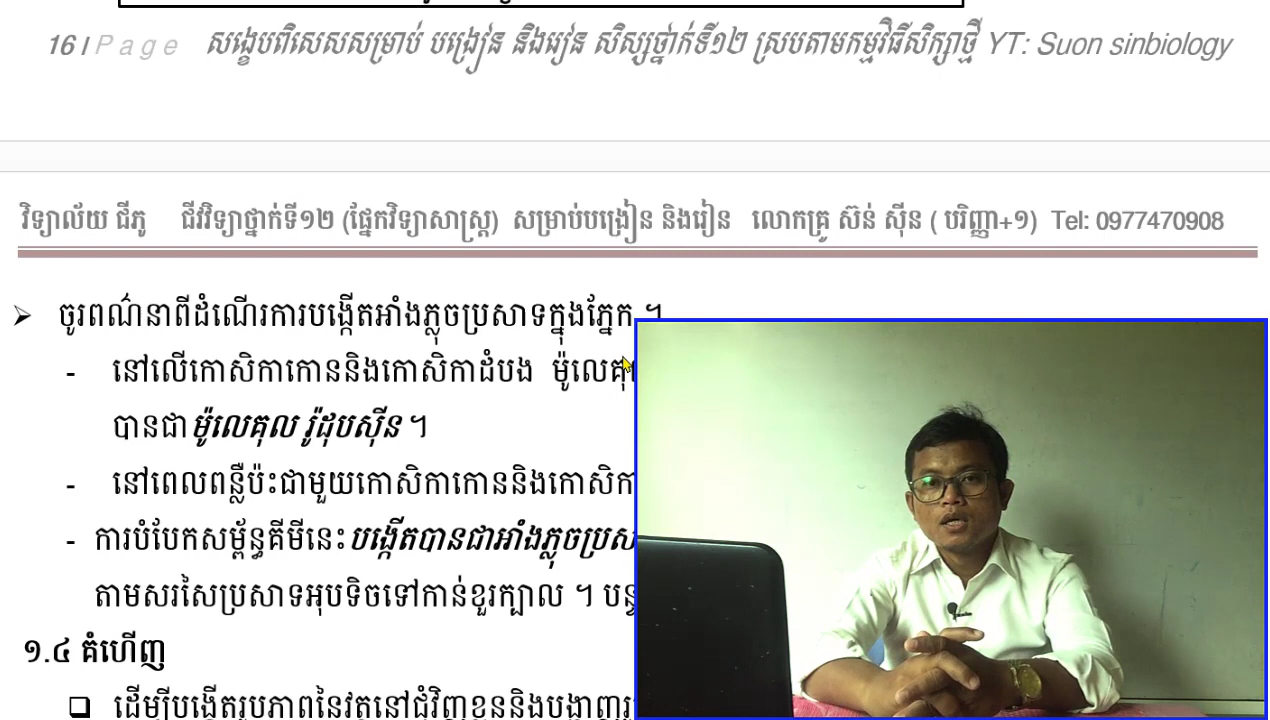 16 | Page សង្ខេបពិសេសសម្រាប់ បង្រៀន និងរៀន សិស្សថ្នាក់ទី១២ ស្របតាមកម្មវិធីសិក្សាថ្មី YT: Suon sinbiology
វិទ្យាល័យ ជីភូ ជីវវិទ្យាថ្នាក់ទី១២ (ផ្នែកវិទ្យាសាស្ត្រ) សម្រាប់បង្រៀន និងរៀន លោកគ្រូ ស៊ន់ ស៊ីន ( បរិញ្ញា+១) Tel: 0977470908
➢ ចូរពណ៌នាពីដំណើរការបង្កើតអាំងភ្លុចប្រសាទក្នុងភ្នែក ។
- នៅលើកោសិកាកោននិងកោសិកាដំបង
បានជាម៉ូលេគុល រ៉ូដុបស៊ីន ។
- នៅពេលពន្លឺប៉ះជាមួយកោសិកាកោននិង
- ការបំបែកសម្ព័ន្ធគីមីនេះបង្កើតបានជាអាំងភ្លុច
តាមសរសៃប្រសាទអុបទិចទៅកាន់ខួរក្បាល ។
១.៤ គំហើញ
❑ ដើម្បីបង្កើតរូបភាពនៃវត្ថុនៅជុំវិញខ្លួននិងបង្ហាញ